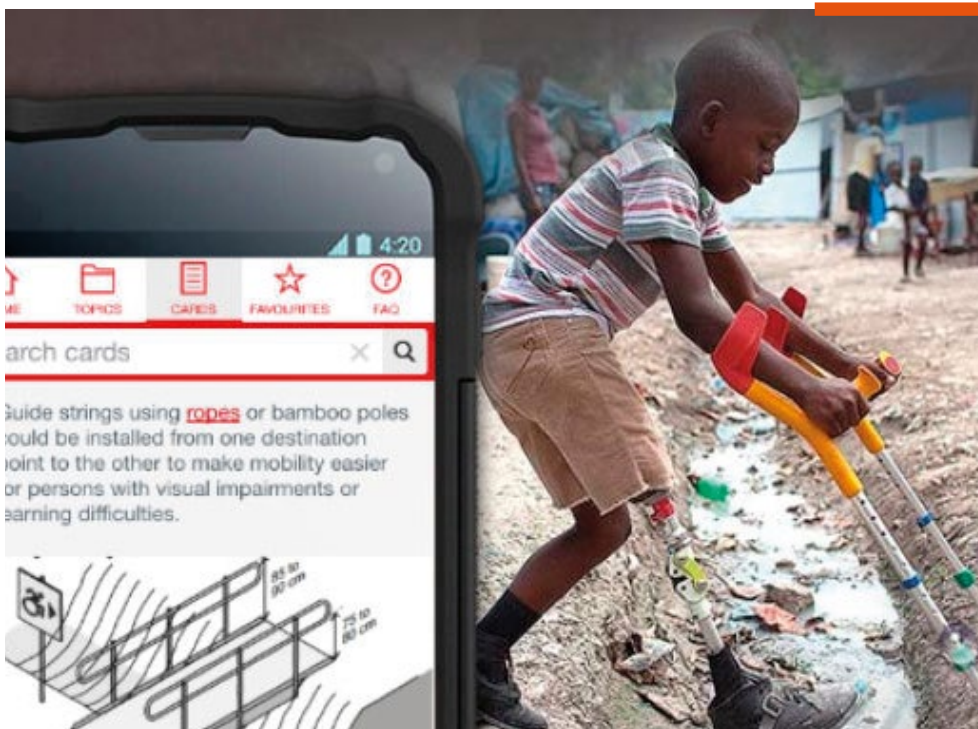 4:20
ME TOPICS CARDS FAVOURITES FAQ
arch cards
Guide strings using ropes or bamboo poles
could be installed from one destination
point to the other to make mobility easier
or persons with visual impairments or
earning difficulties.
85 to
90 cm
75 to
80 cm